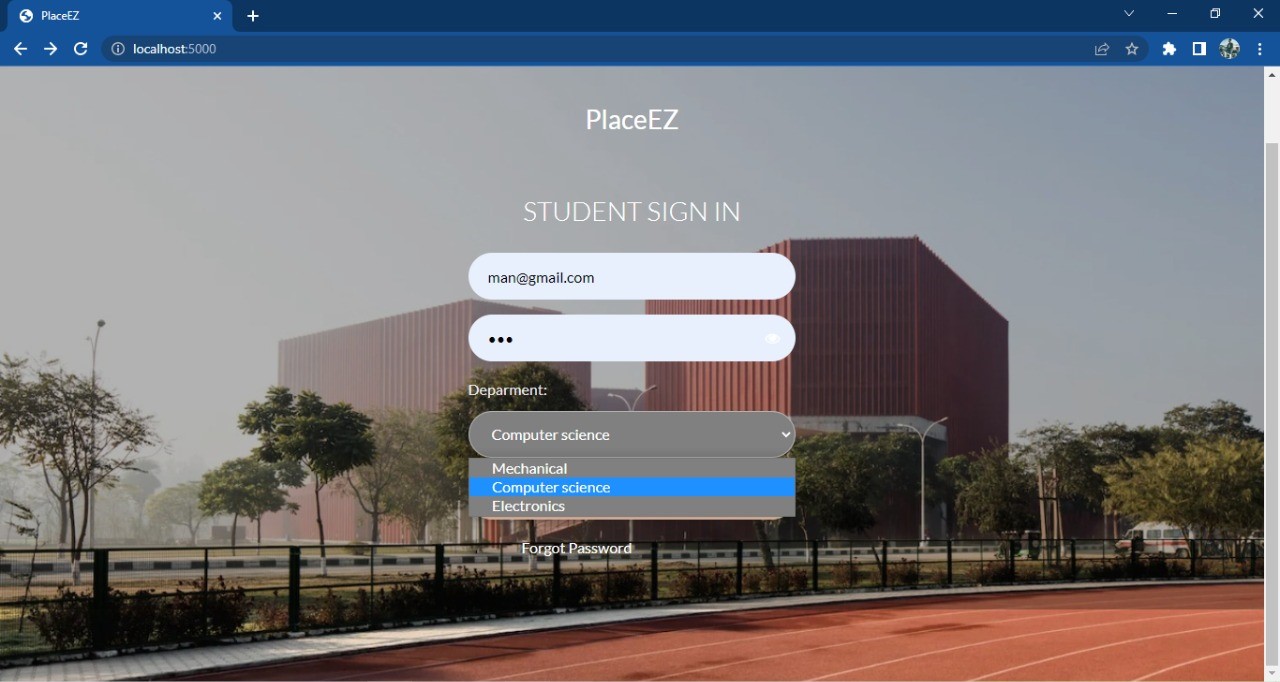 PlaceEZ
localhost:5000
PlaceEZ
STUDENT SIGN IN
man@gmail.com
•••
Deparment:
Computer science
Mechanical
Computer science
Electronics
Forgot Password